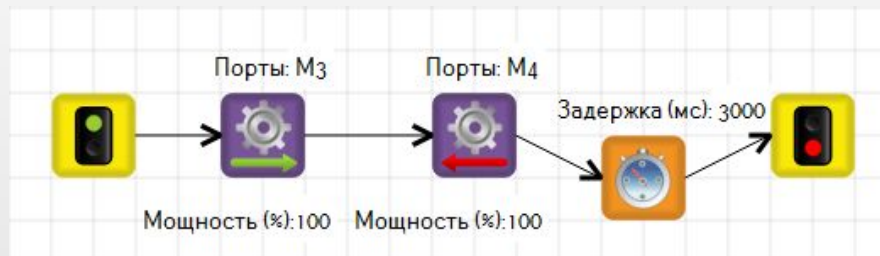 Порты: M3
Порты: M4
Задержка (мс): 3000
Мощность (%):100
Мощность (%):100